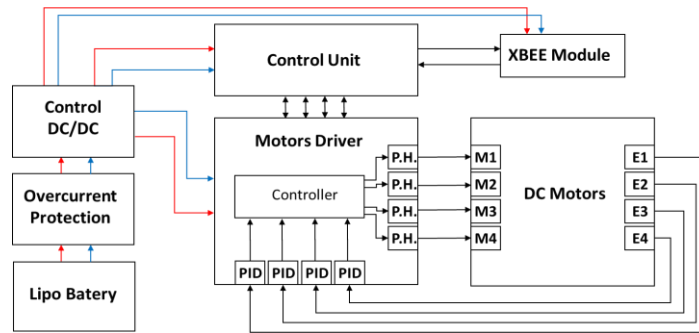 Control Unit
XBEE Module
Control
DC/DC
Motors Driver
P.H.
M1
E1
P.H.
M2
E2
Controller
DC Motors
Overcurrent
Protection
P.H.
M3
E3
P.H.
M4
E4
PID
PID
PID
PID
Lipo Batery